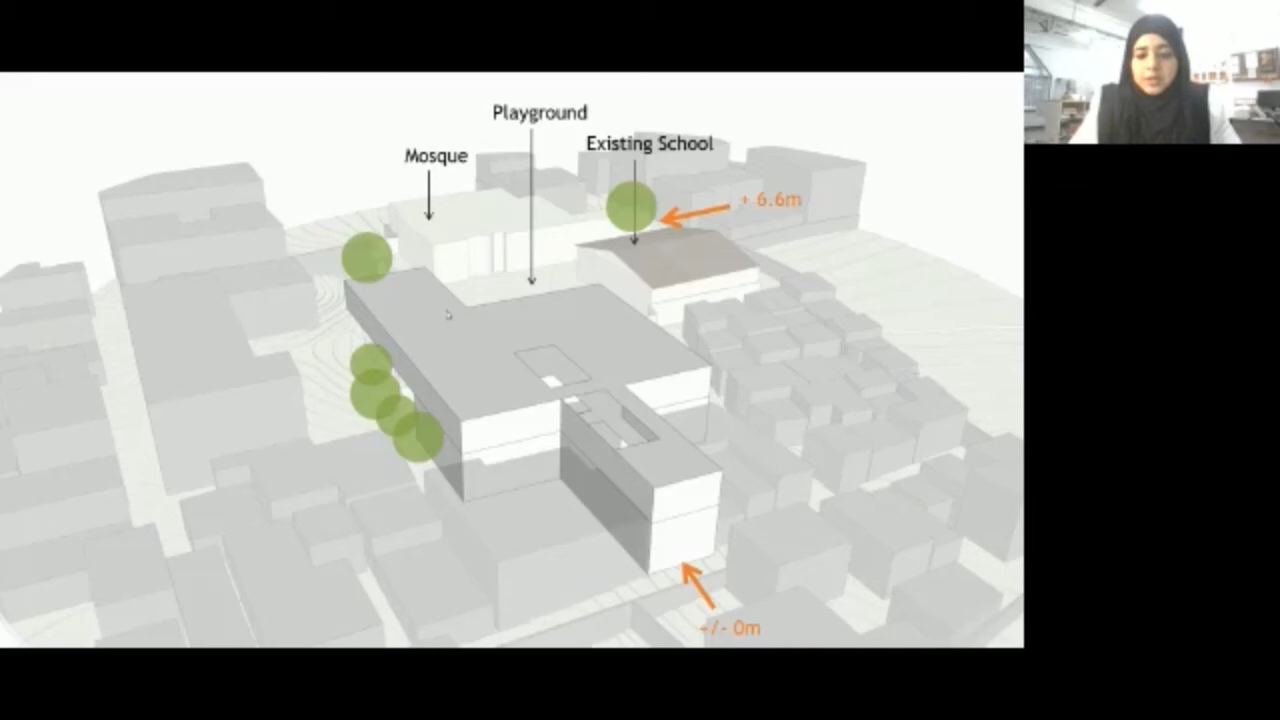 Playground
Existing School
Mosque
+ 6.6m
+/- 0m